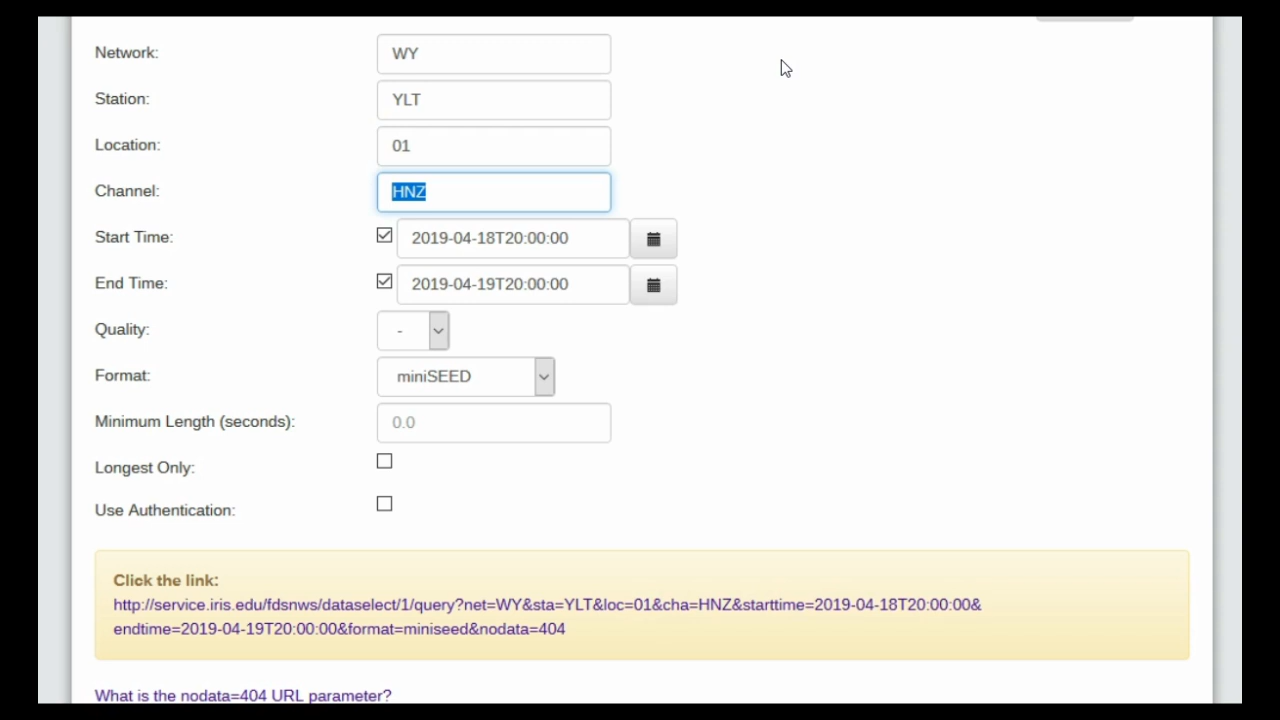 Network: WY
Station: YLT
Location: 01
Channel: HNZ
Start Time: 2019-04-18T20:00:00
End Time: 2019-04-19T20:00:00
Quality: -
Format: miniSEED
Minimum Length (seconds): 0.0
Longest Only:
Use Authentication:
Click the link:
http://service.iris.edu/fdsnws/dataselect/1/query?net=WY&sta=YLT&loc=01&cha=HNZ&starttime=2019-04-18T20:00:00&
endtime=2019-04-19T20:00:00&format=miniseed&nodata=404
What is the nodata=404 URL parameter?